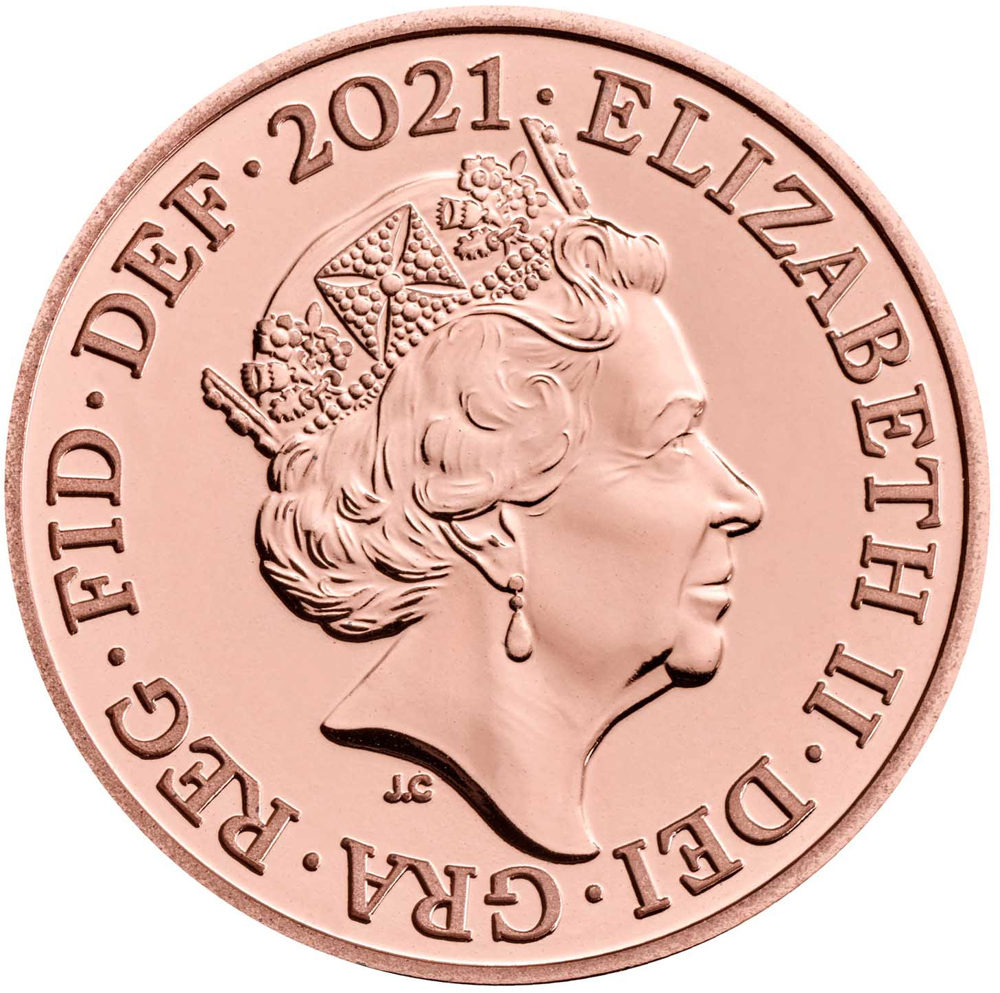 ELIZABETH II · DEI · GRA · REG · FID · DEF · 2021 ·
J.C